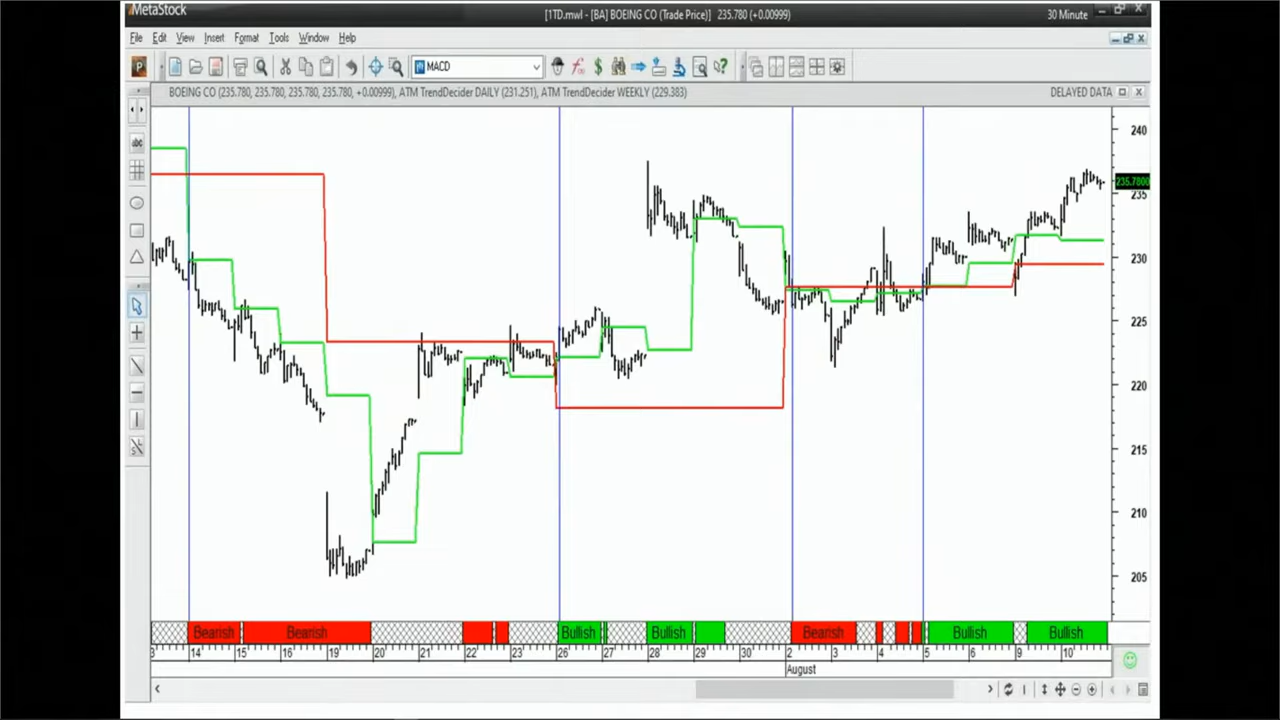 MetaStock
[1TD.mwl - [BA] BOEING CO (Trade Price)] 235.780 (+0.00999)
30 Minute
File Edit View Insert Format Tools Window Help
MACD
BOEING CO (235.780, 235.780, 235.780, 235.780, +0.00999), ATM TrendDecider DAILY (231.251), ATM TrendDecider WEEKLY (229.383)
DELAYED DATA
240
235.7800
235
230
225
220
215
210
205
Bearish Bearish Bullish Bullish Bearish Bullish Bullish
3 14 15 16 19 20 21 22 23 26 27 28 29 30 2 3 4 5 6 9 10
August